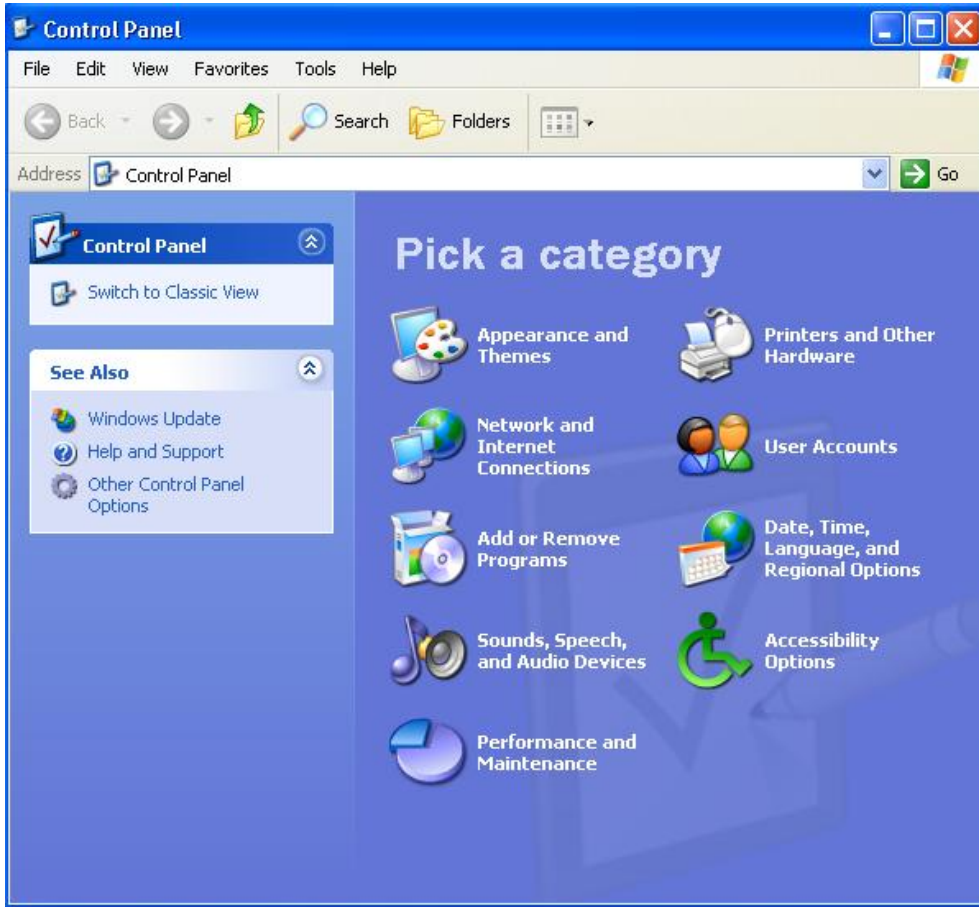 Control Panel
File Edit View Favorites Tools Help
Back Search Folders
Address Control Panel Go
Control Panel
Switch to Classic View
See Also
Windows Update
Help and Support
Other Control Panel
Options
Pick a category
Appearance and
Themes
Printers and Other
Hardware
Network and
Internet
Connections
User Accounts
Add or Remove
Programs
Date, Time,
Language, and
Regional Options
Sounds, Speech,
and Audio Devices
Accessibility
Options
Performance and
Maintenance